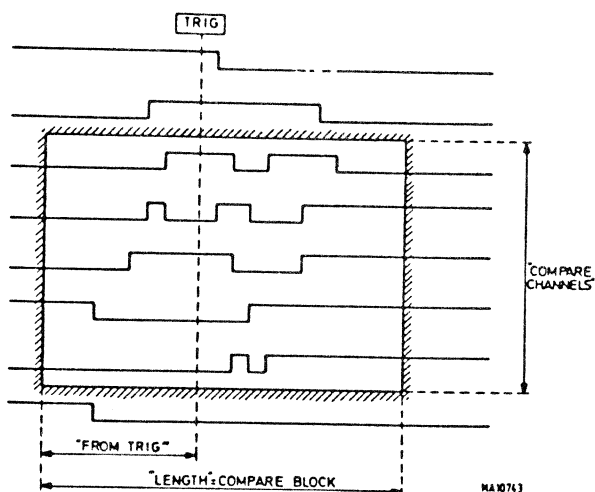 TRIG
"COMPARE
CHANNELS"
"FROM TRIG"
"LENGTH"=COMPARE BLOCK
MA10743